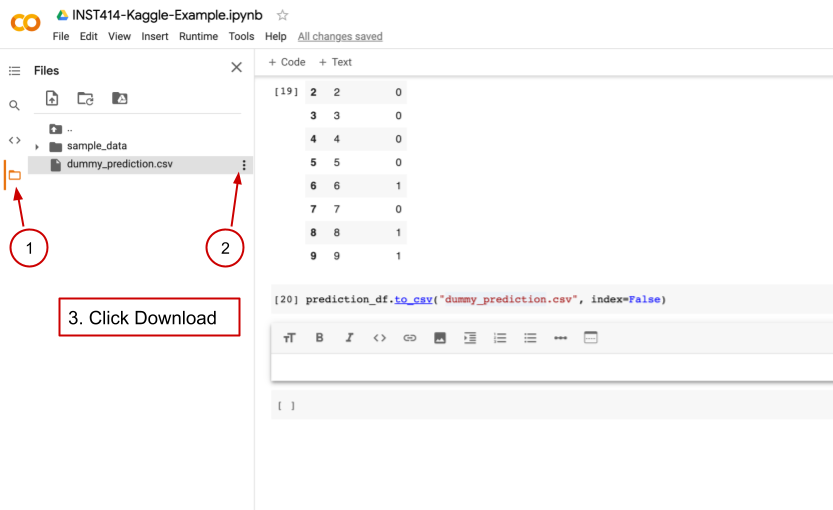 INST414-Kaggle-Example.ipynb
File Edit View Insert Runtime Tools Help All changes saved
Files
+ Code + Text
..
sample_data
dummy_prediction.csv
1
2
3. Click Download
[19] 2 2 0
3 3 0
4 4 0
5 5 0
6 6 1
7 7 0
8 8 1
9 9 1
[20] prediction_df.to_csv("dummy_prediction.csv", index=False)
[ ]